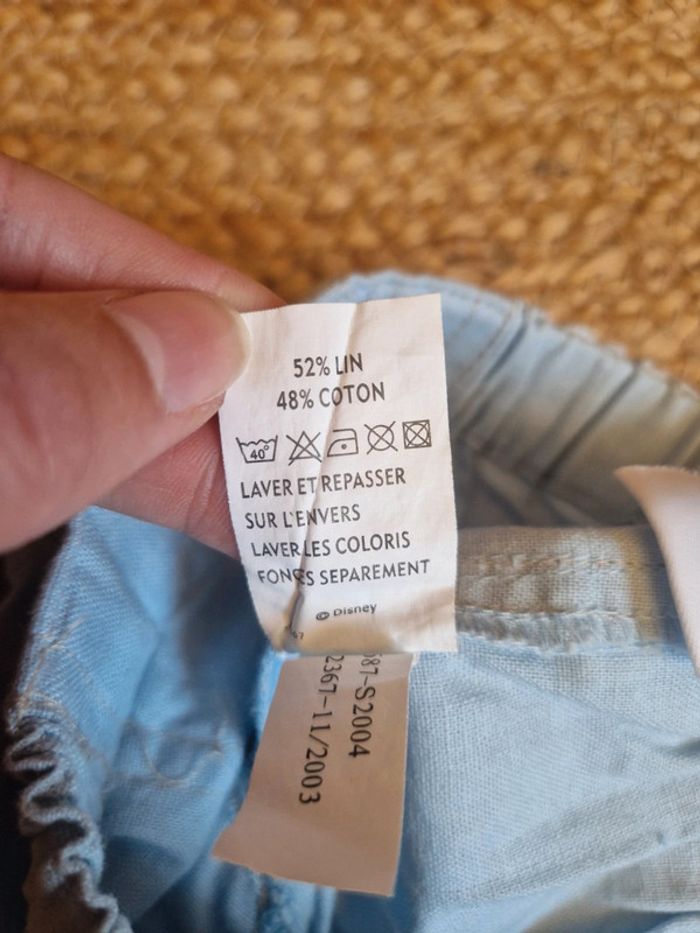 52% LIN
48% COTON
40°
LAVER ET REPASSER
SUR L'ENVERS
LAVER LES COLORIS
FONCES SEPAREMENT
© Disney
67
87-S2004
2367-11/2003